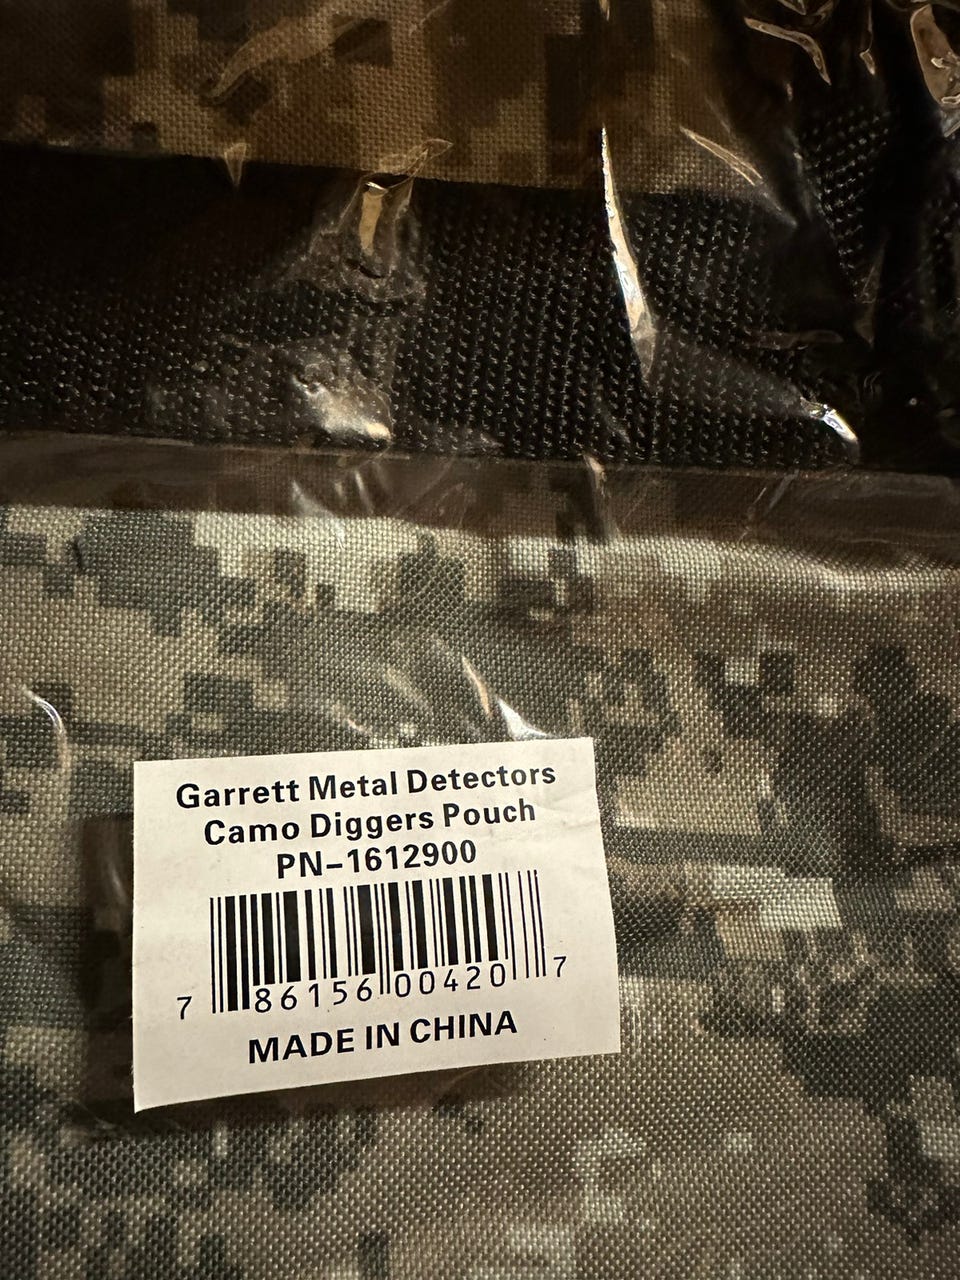 Garrett Metal Detectors
Camo Diggers Pouch
PN-1612900
7 86156 00420 7
MADE IN CHINA